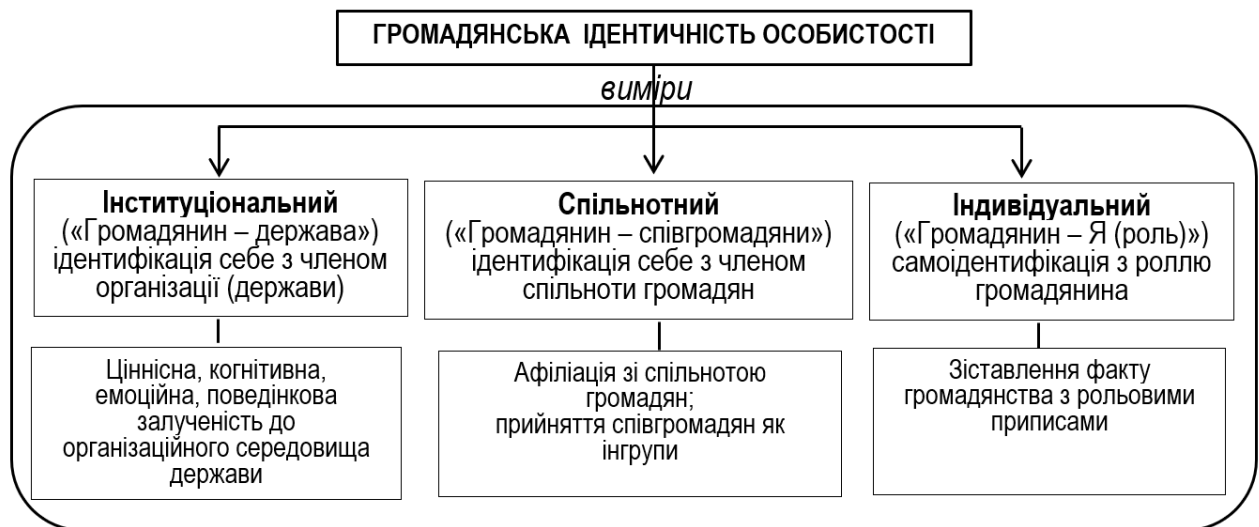 ГРОМАДЯНСЬКА ІДЕНТИЧНІСТЬ ОСОБИСТОСТІ
виміри
Інституціональний
(«Громадянин – держава»)
ідентифікація себе з членом
організації (держави)
Спільнотний
(«Громадянин – співгромадяни»)
ідентифікація себе з членом
спільноти громадян
Індивідуальний
(«Громадянин – Я (роль)»)
самоідентифікація з роллю
громадянина
Ціннісна, когнітивна,
емоційна, поведінкова
залученість до
організаційного середовища
держави
Афіліація зі спільнотою
громадян;
прийняття співгромадян як
інгрупи
Зіставлення факту
громадянства з рольовими
приписами